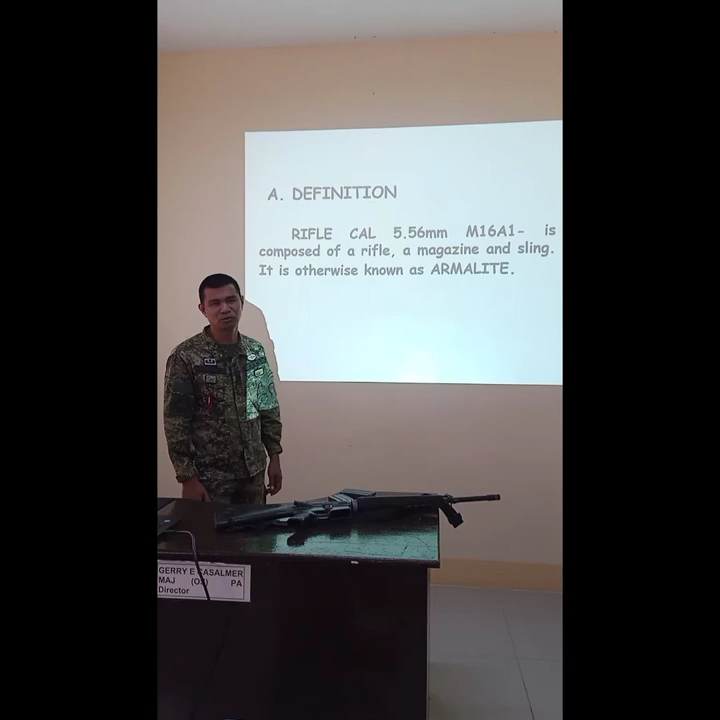 A. DEFINITION
RIFLE CAL 5.56mm M16A1- is
composed of a rifle, a magazine and sling.
It is otherwise known as ARMALITE.
GERRY E CASALMER
MAJ (OS) PA
Director